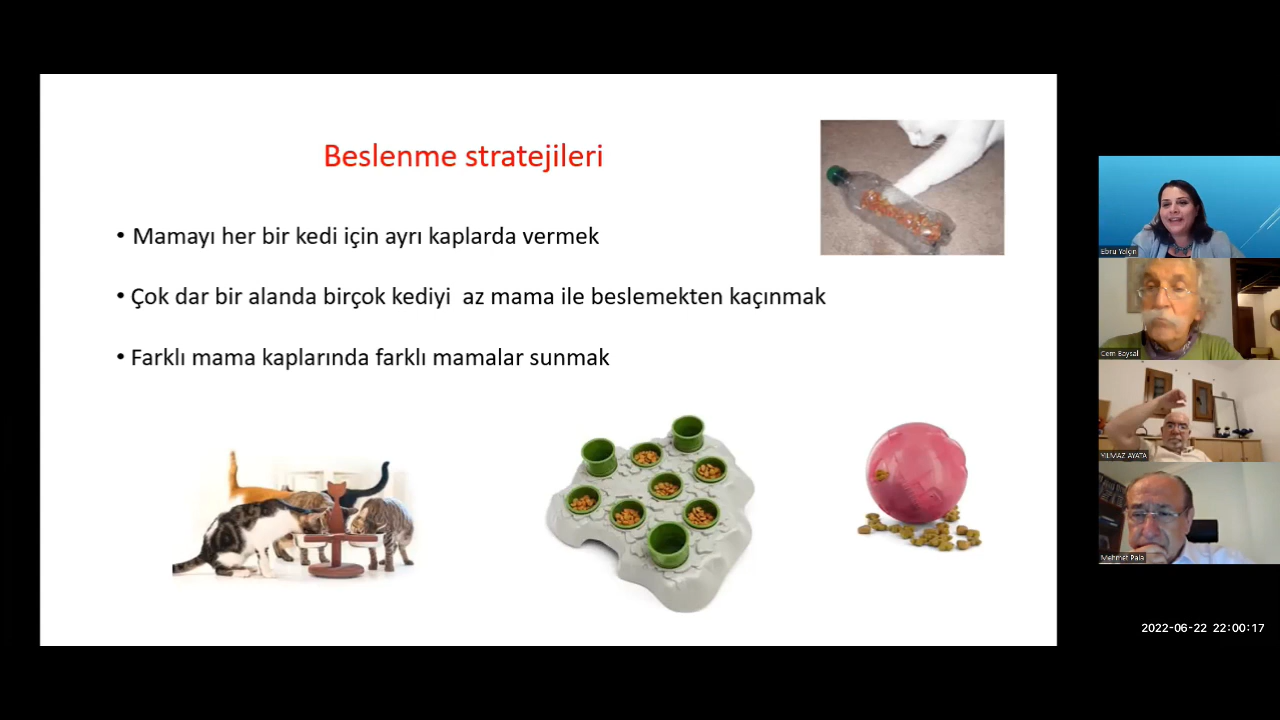 Beslenme stratejileri
• Mamayı her bir kedi için ayrı kaplarda vermek
• Çok dar bir alanda birçok kediyi  az mama ile beslemekten kaçınmak
• Farklı mama kaplarında farklı mamalar sunmak
Ebru Yalçın
Cem Baysal
YILMAZ AYATA
Mehmet Pala
2022-06-22 22:00:17